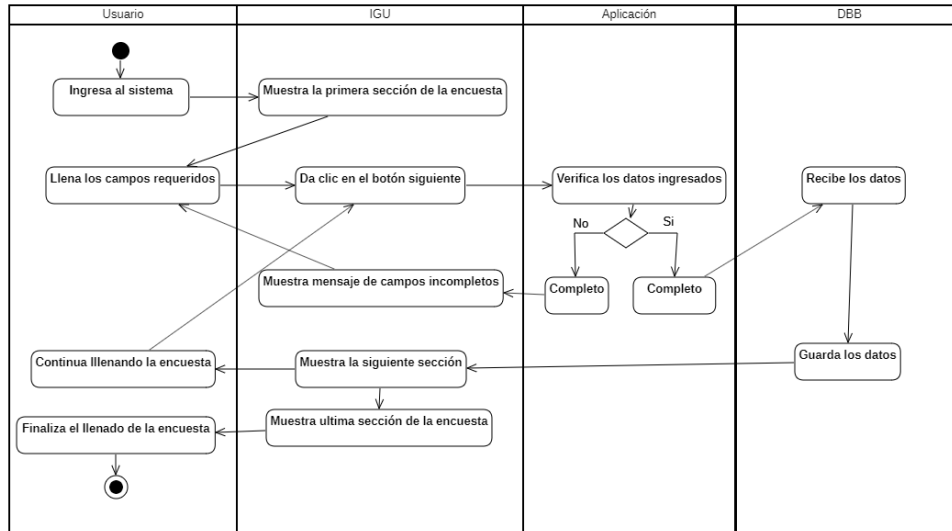 Usuario
IGU
Aplicación
DBB
Ingresa al sistema
Muestra la primera sección de la encuesta
Llena los campos requeridos
Da clic en el botón siguiente
Verifica los datos ingresados
Recibe los datos
No
Si
Muestra mensaje de campos incompletos
Completo
Completo
Continua lllenando la encuesta
Muestra la siguiente sección
Guarda los datos
Finaliza el llenado de la encuesta
Muestra ultima sección de la encuesta